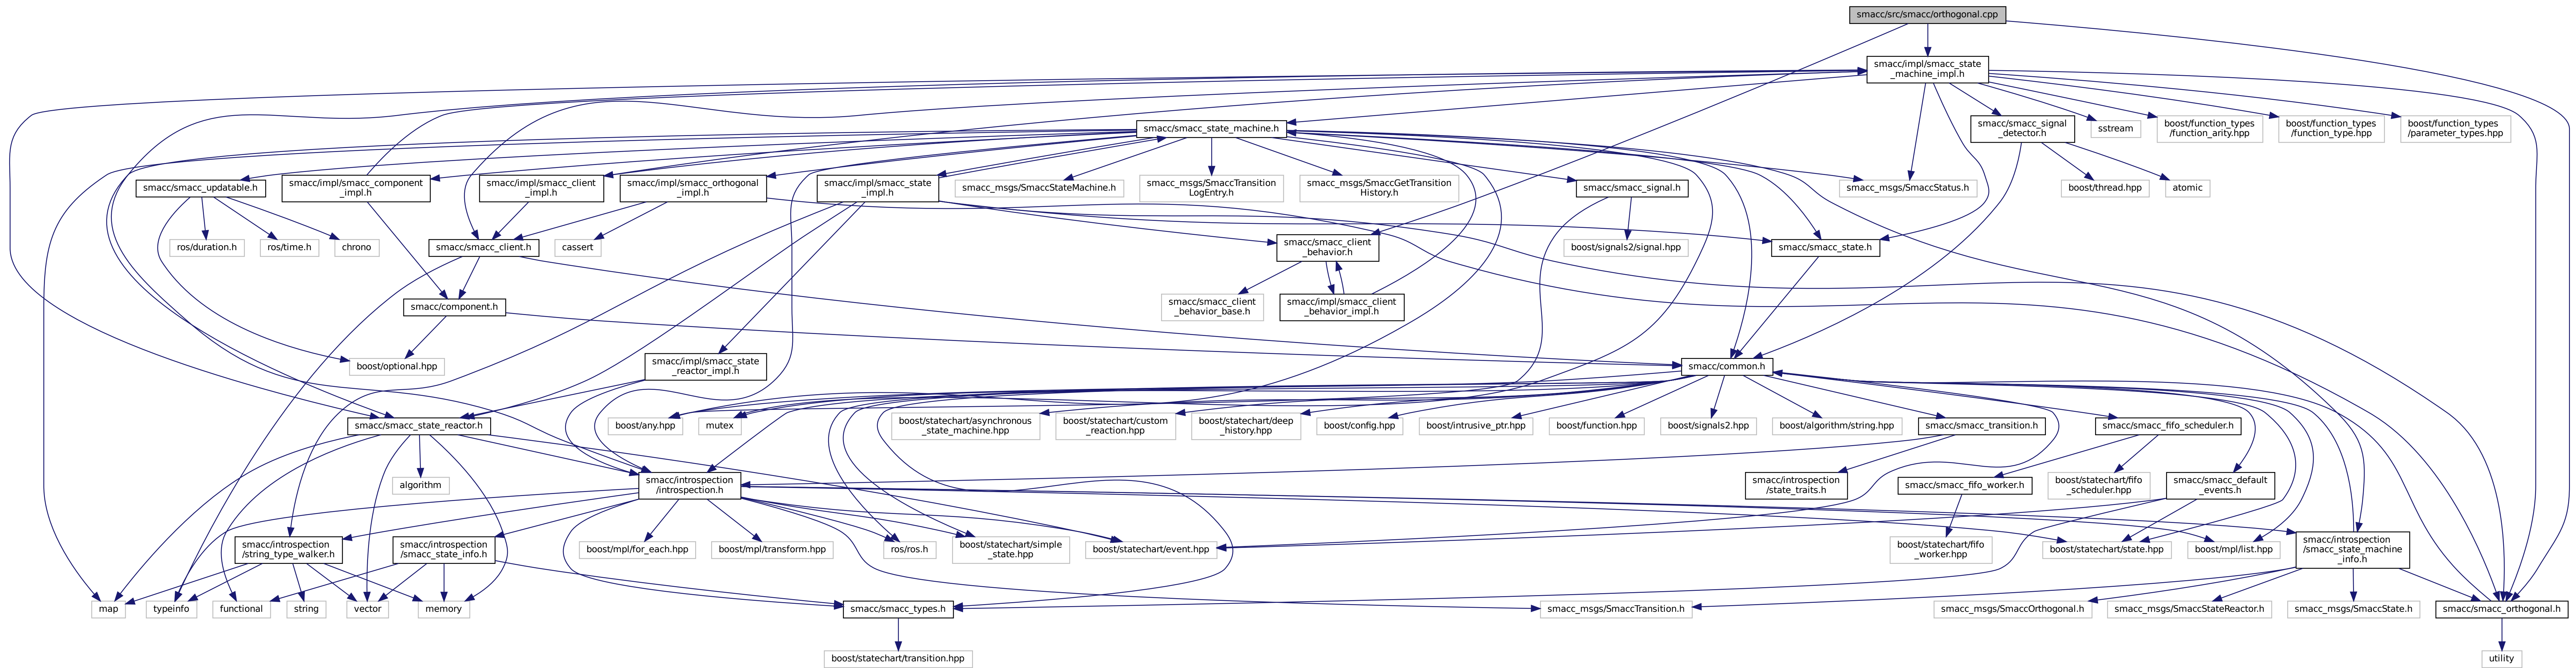 smacc/src/smacc/orthogonal.cpp
smacc/impl/smacc_state
_machine_impl.h
smacc/smacc_state_machine.h
smacc/smacc_signal
_detector.h
sstream
boost/function_types
/function_arity.hpp
boost/function_types
/function_type.hpp
boost/function_types
/parameter_types.hpp
smacc/smacc_updatable.h
smacc/impl/smacc_component
_impl.h
smacc/impl/smacc_client
_impl.h
smacc/impl/smacc_orthogonal
_impl.h
smacc/impl/smacc_state
_impl.h
smacc_msgs/SmaccStateMachine.h
smacc_msgs/SmaccTransition
LogEntry.h
smacc_msgs/SmaccGetTransition
History.h
smacc/smacc_signal.h
smacc_msgs/SmaccStatus.h
boost/thread.hpp
atomic
ros/duration.h
ros/time.h
chrono
smacc/smacc_client.h
cassert
smacc/smacc_client
_behavior.h
boost/signals2/signal.hpp
smacc/smacc_state.h
smacc/component.h
smacc/smacc_client
_behavior_base.h
smacc/impl/smacc_client
_behavior_impl.h
boost/optional.hpp
smacc/impl/smacc_state
_reactor_impl.h
smacc/common.h
smacc/smacc_state_reactor.h
boost/any.hpp
mutex
boost/statechart/asynchronous
_state_machine.hpp
boost/statechart/custom
_reaction.hpp
boost/statechart/deep
_history.hpp
boost/config.hpp
boost/intrusive_ptr.hpp
boost/function.hpp
boost/signals2.hpp
boost/algorithm/string.hpp
smacc/smacc_transition.h
smacc/smacc_fifo_scheduler.h
algorithm
smacc/introspection
/introspection.h
smacc/introspection
/state_traits.h
smacc/smacc_fifo_worker.h
boost/statechart/fifo
_scheduler.hpp
smacc/smacc_default
_events.h
smacc/introspection
/string_type_walker.h
smacc/introspection
/smacc_state_info.h
boost/mpl/for_each.hpp
boost/mpl/transform.hpp
ros/ros.h
boost/statechart/simple
_state.hpp
boost/statechart/event.hpp
boost/statechart/fifo
_worker.hpp
boost/statechart/state.hpp
boost/mpl/list.hpp
smacc/introspection
/smacc_state_machine
_info.h
map
typeinfo
functional
string
vector
memory
smacc/smacc_types.h
smacc_msgs/SmaccTransition.h
smacc_msgs/SmaccOrthogonal.h
smacc_msgs/SmaccStateReactor.h
smacc_msgs/SmaccState.h
smacc/smacc_orthogonal.h
boost/statechart/transition.hpp
utility